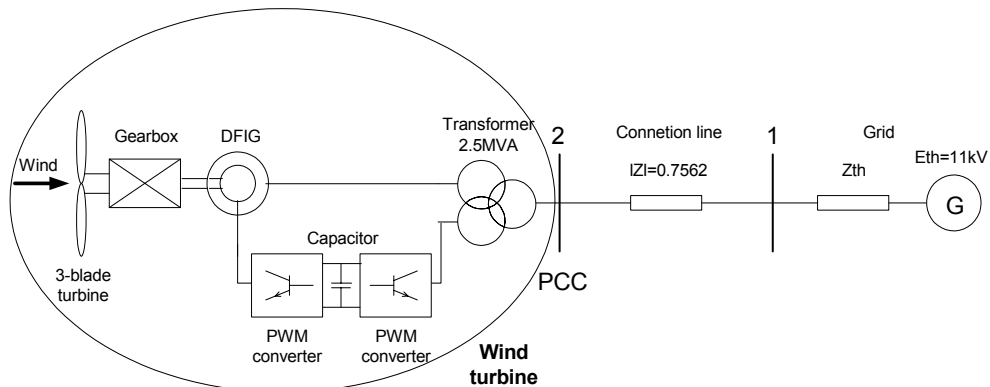 Wind
Gearbox
DFIG
Transformer
2.5MVA
2
Connetion line
IZI=0.7562
1
Grid
Zth
Eth=11kV
G
3-blade
turbine
Capacitor
PWM
converter
PWM
converter
PCC
Wind
turbine